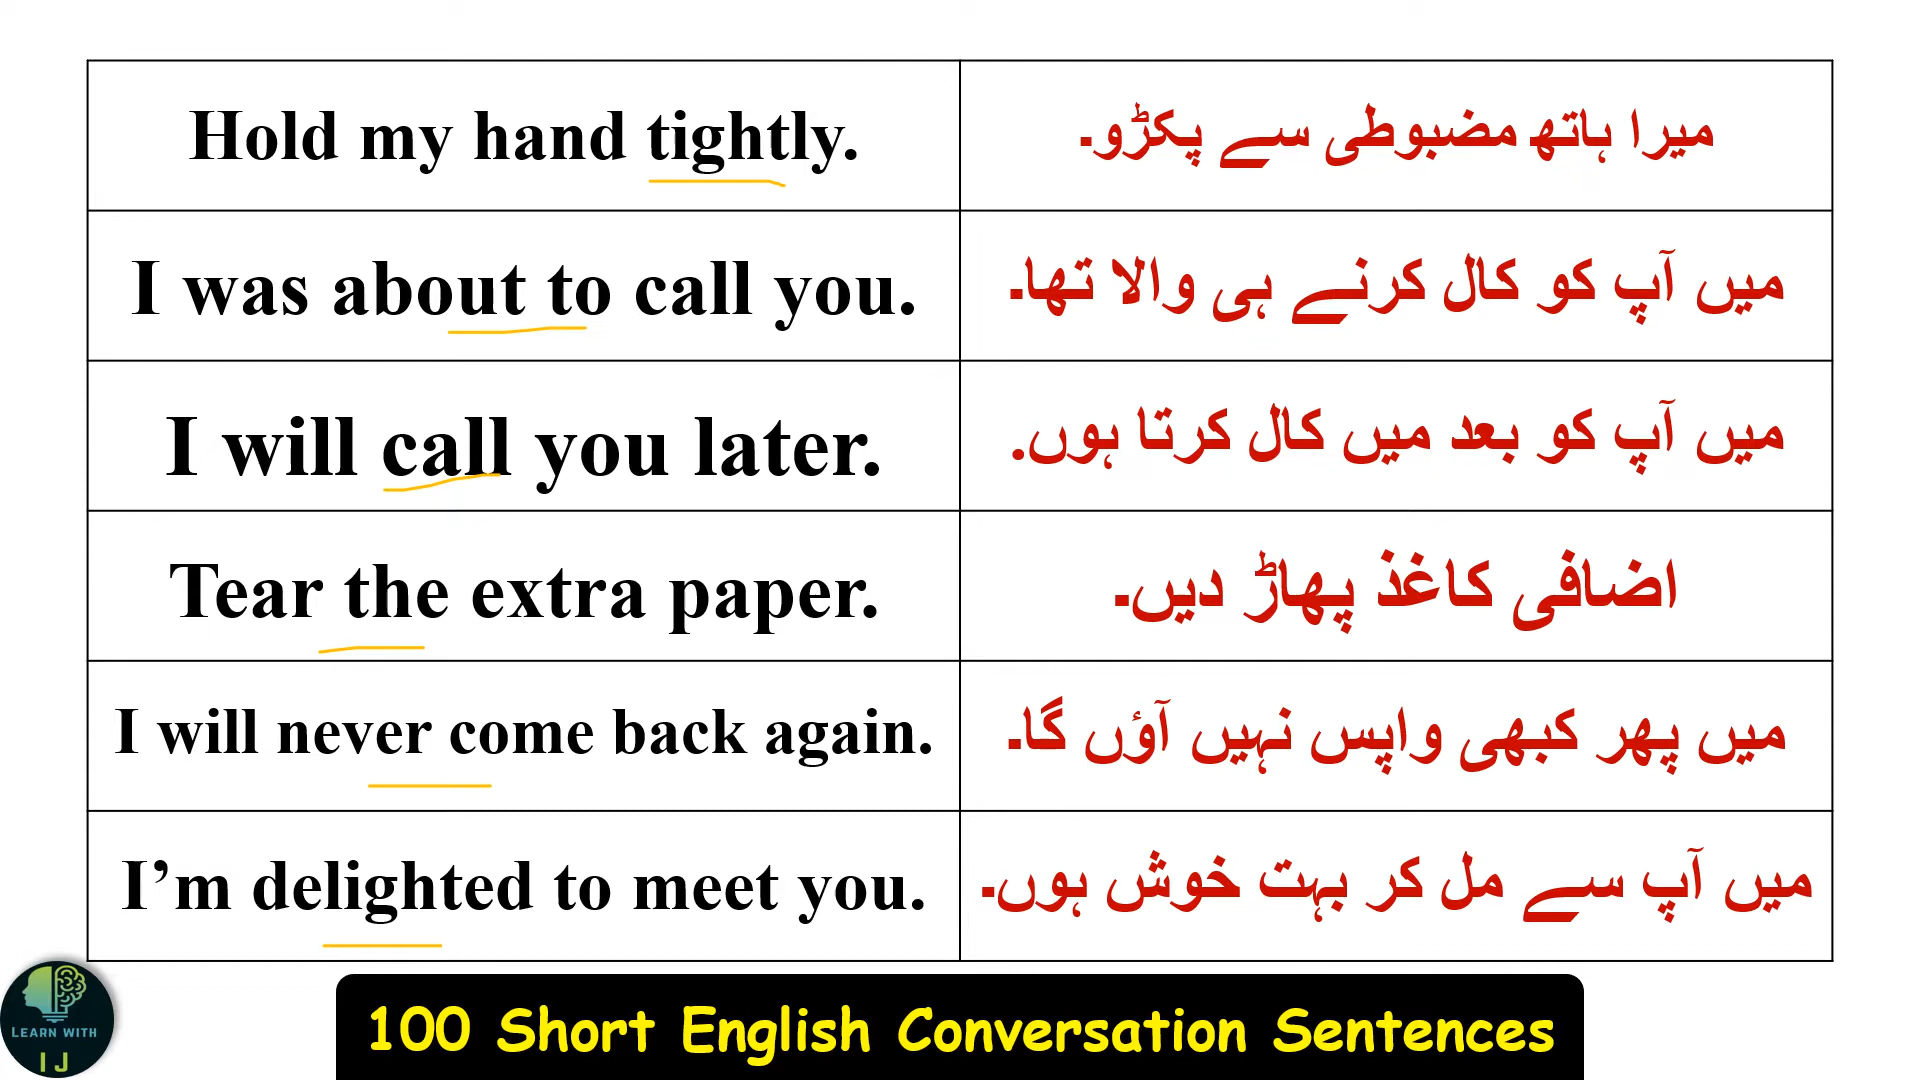 Hold my hand tightly.
میرا ہاتھ مضبوطی سے پکڑو۔
I was about to call you.
میں آپ کو کال کرنے ہی والا تھا۔
I will call you later.
میں آپ کو بعد میں کال کرتا ہوں.
Tear the extra paper.
اضافی کاغذ پھاڑ دیں۔
I will never come back again.
میں پھر کبھی واپس نہیں آؤں گا۔
I’m delighted to meet you.
میں آپ سے مل کر بہت خوش ہوں۔
LEARN WITH
I J
100 Short English Conversation Sentences